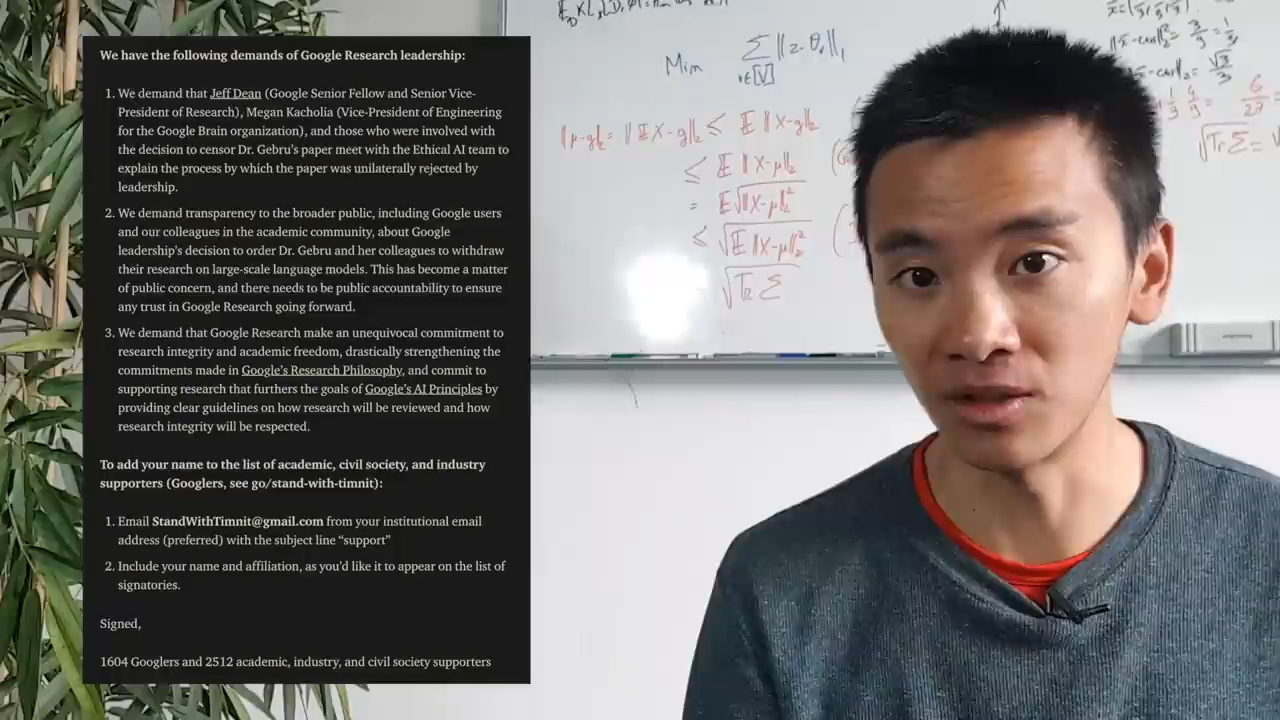 We have the following demands of Google Research leadership:
1. We demand that Jeff Dean (Google Senior Fellow and Senior Vice-
President of Research), Megan Kacholia (Vice-President of Engineering
for the Google Brain organization), and those who were involved with
the decision to censor Dr. Gebru’s paper meet with the Ethical AI team to
explain the process by which the paper was unilaterally rejected by
leadership.
2. We demand transparency to the broader public, including Google users
and our colleagues in the academic community, about Google
leadership’s decision to order Dr. Gebru and her colleagues to withdraw
their research on large-scale language models. This has become a matter
of public concern, and there needs to be public accountability to ensure
any trust in Google Research going forward.
3. We demand that Google Research make an unequivocal commitment to
research integrity and academic freedom, drastically strengthening the
commitments made in Google’s Research Philosophy, and commit to
supporting research that furthers the goals of Google’s AI Principles by
providing clear guidelines on how research will be reviewed and how
research integrity will be respected.
To add your name to the list of academic, civil society, and industry
supporters (Googlers, see go/stand-with-timnit):
1. Email StandWithTimnit@gmail.com from your institutional email
address (preferred) with the subject line “support”
2. Include your name and affiliation, as you’d like it to appear on the list of
signatories.
Signed,
1604 Googlers and 2512 academic, industry, and civil society supporters
Min ∑ ||z-θᵥ||₁
v∈[V]
||μ-g||₂ = ||𝔼X-g||₂ ≤ 𝔼||X-g||₂
≤ 𝔼||X-μ||₂
= 𝔼√||X-μ||₂²
≤ √𝔼||X-μ||₂²
√Tr Σ
√Tr Σ =